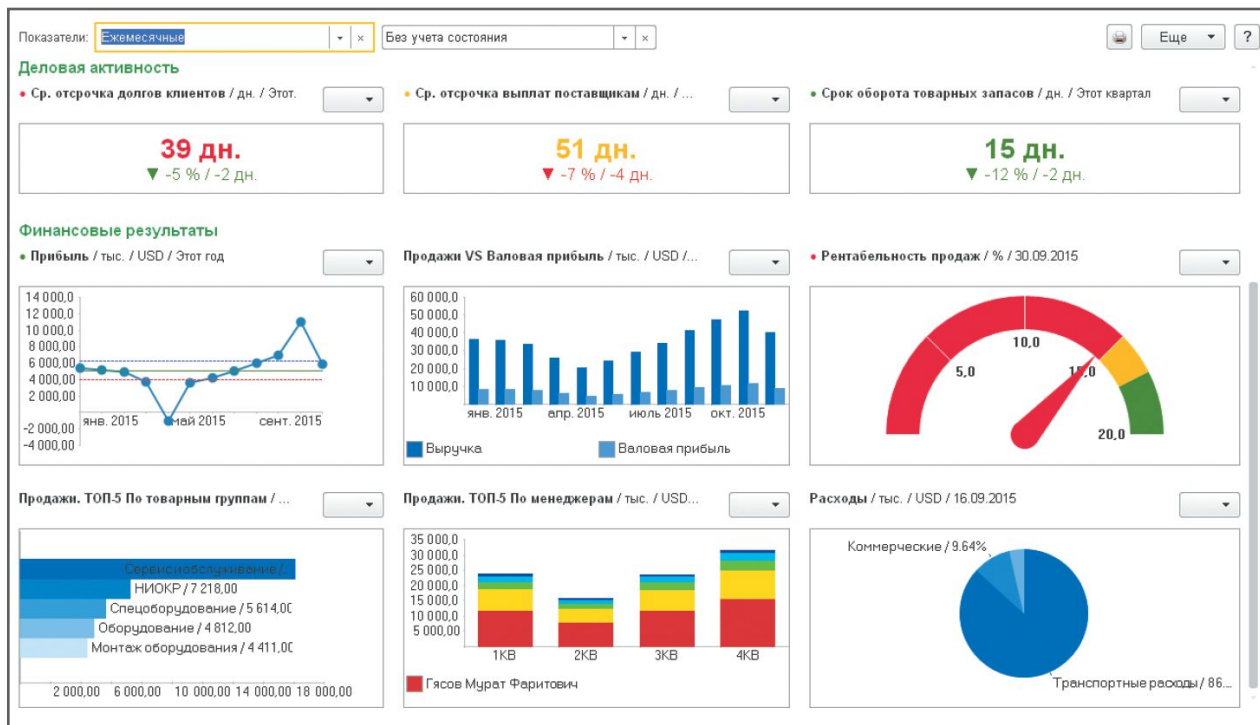 Показатели: Ежемесячные Без учета состояния Еще ?
Деловая активность
Ср. отсрочка долгов клиентов / дн. / Этот.
39 дн.
▼ -5 % / -2 дн.
Ср. отсрочка выплат поставщикам / дн. / ...
51 дн.
▼ -7 % / -4 дн.
Срок оборота товарных запасов / дн. / Этот квартал
15 дн.
▼ -12 % / -2 дн.
Финансовые результаты
Прибыль / тыс. / USD / Этот год
14 000,0
12 000,0
10 000,0
8 000,00
6 000,00
4 000,00
2 000,00
-2 000,00
-4 000,00
янв. 2015 май 2015 сент. 2015
Продажи VS Валовая прибыль / тыс. / USD /...
60 000,0
50 000,0
40 000,0
30 000,0
20 000,0
10 000,0
янв. 2015 апр. 2015 июль 2015 окт. 2015
Выручка Валовая прибыль
Рентабельность продаж / % / 30.09.2015
5,0
10,0
15,0
20,0
Продажи. ТОП-5 По товарным группам / ...
Сервисное обслуживание /...
НИОКР / 7 218,00
Спецоборудование / 5 614,00
Оборудование / 4 812,00
Монтаж оборудования / 4 411,00
2 000,00 6 000,00 10 000,00 14 000,00 18 000,00
Продажи. ТОП-5 По менеджерам / тыс. / USD...
35 000,0
30 000,0
25 000,0
20 000,0
15 000,0
10 000,0
5 000,00
1КВ 2КВ 3КВ 4КВ
Гясов Мурат Фаритович
Расходы / тыс. / USD / 16.09.2015
Коммерческие / 9.64%
Транспортные расходы / 86....